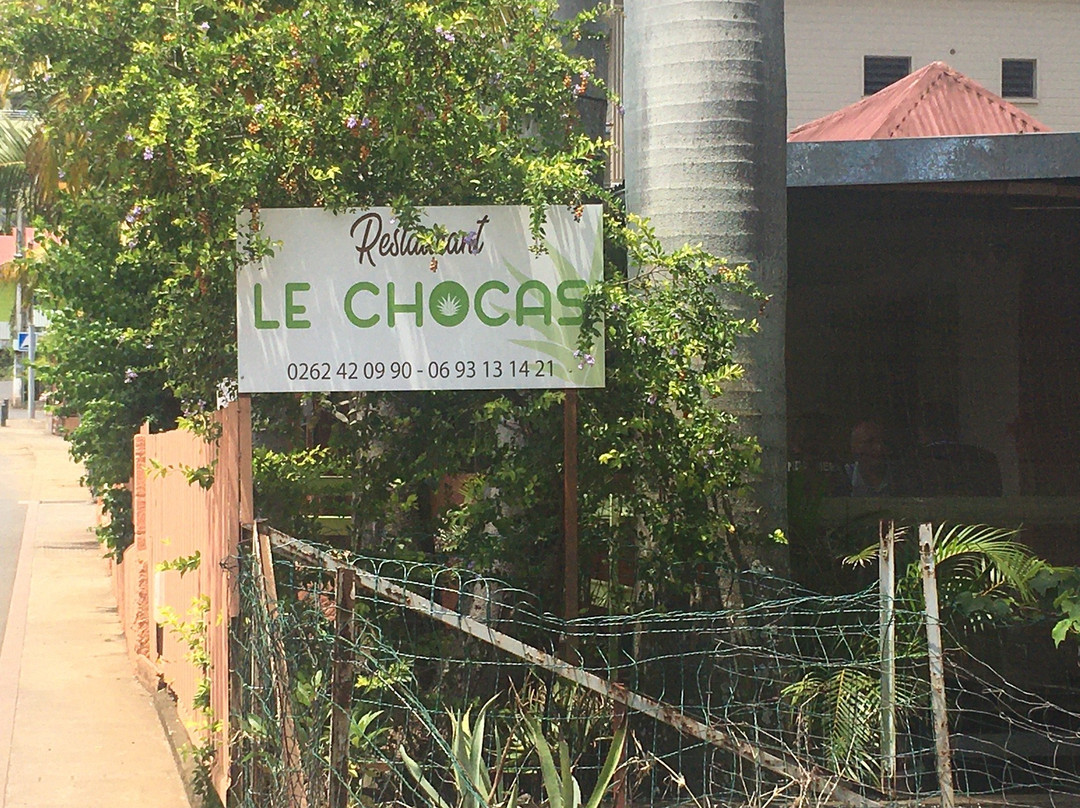 Restaurant
LE CHOCAS
0262 42 09 90 - 06 93 13 14 21